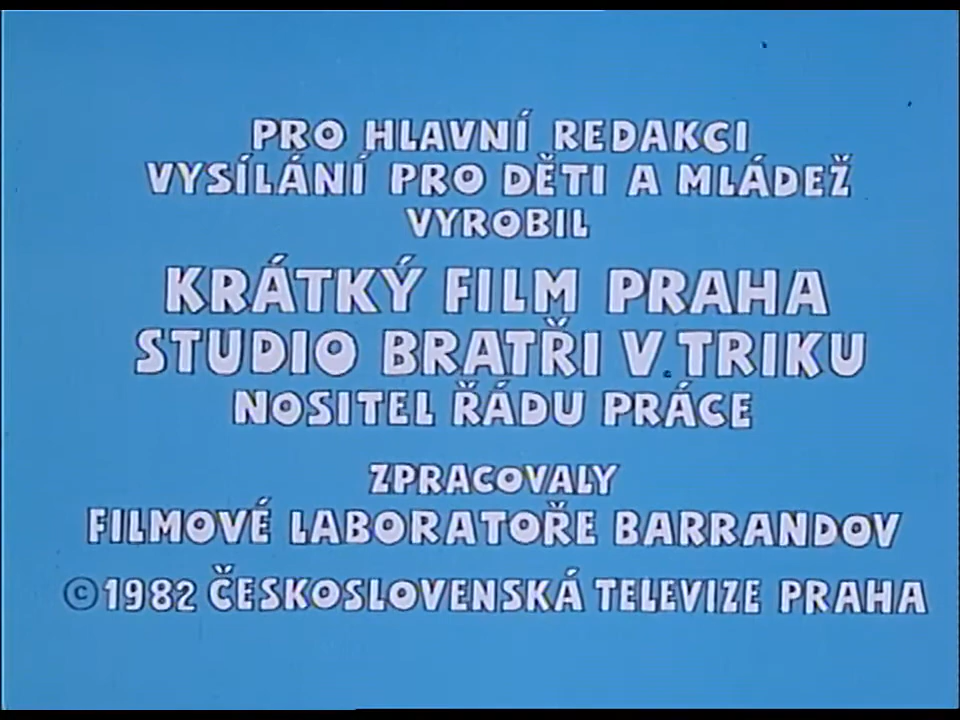 PRO HLAVNÍ REDAKCI
VYSÍLÁNÍ PRO DĚTI A MLÁDEŽ
VYROBIL
KRÁTKÝ FILM PRAHA
STUDIO BRATŘI V TRIKU
NOSITEL ŘÁDU PRÁCE
ZPRACOVALY
FILMOVÉ LABORATOŘE BARRANDOV
©1982 ČESKOSLOVENSKÁ TELEVIZE PRAHA